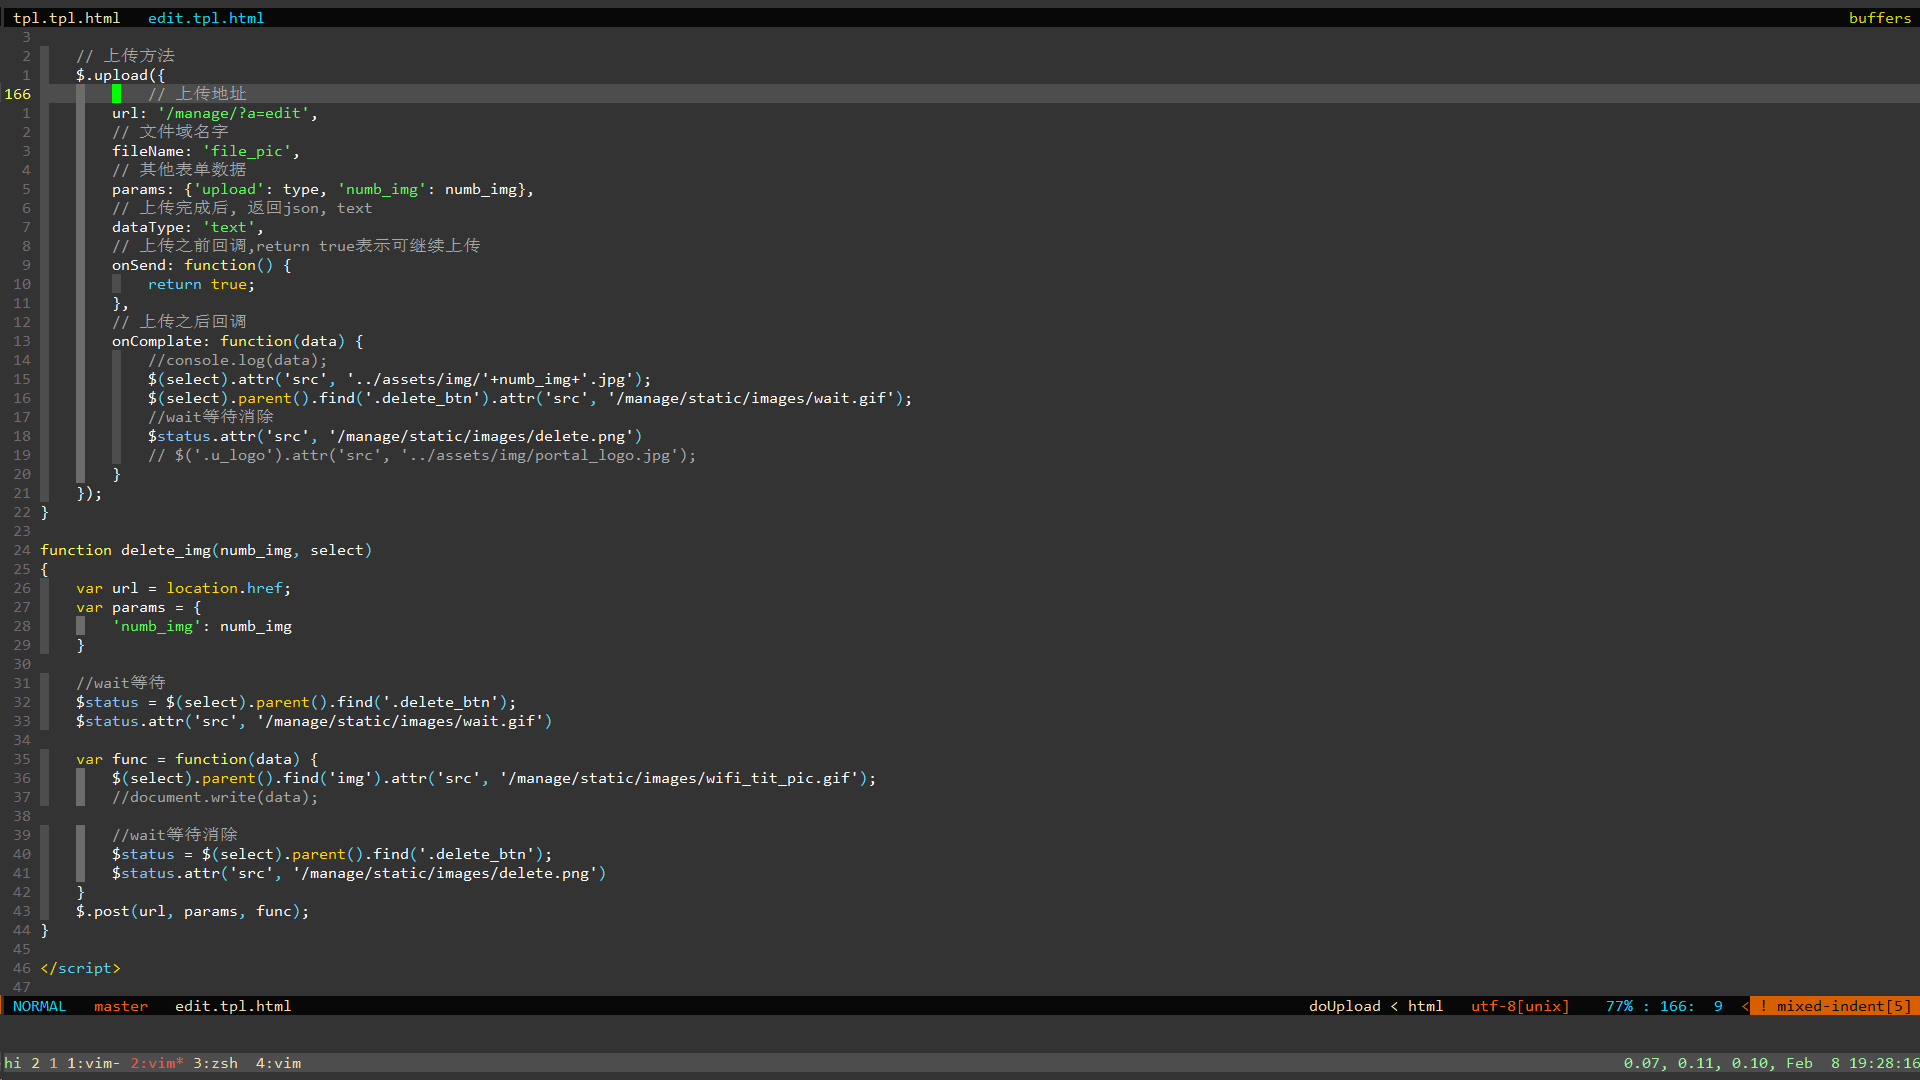 tpl.tpl.html   edit.tpl.html   buffers
3
2     // 上传方法
1     $.upload({
166             // 上传地址
1         url: '/manage/?a=edit',
2         // 文件域名字
3         fileName: 'file_pic',
4         // 其他表单数据
5         params: {'upload': type, 'numb_img': numb_img},
6         // 上传完成后, 返回json, text
7         dataType: 'text',
8         // 上传之前回调,return true表示可继续上传
9         onSend: function() {
10             return true;
11         },
12         // 上传之后回调
13         onComplate: function(data) {
14             //console.log(data);
15             $(select).attr('src', '../assets/img/'+numb_img+'.jpg');
16             $(select).parent().find('.delete_btn').attr('src', '/manage/static/images/wait.gif');
17             //wait等待消除
18             $status.attr('src', '/manage/static/images/delete.png')
19             // $('.u_logo').attr('src', '../assets/img/portal_logo.jpg');
20         }
21     });
22 }
23
24 function delete_img(numb_img, select)
25 {
26     var url = location.href;
27     var params = {
28         'numb_img': numb_img
29     }
30
31     //wait等待
32     $status = $(select).parent().find('.delete_btn');
33     $status.attr('src', '/manage/static/images/wait.gif')
34
35     var func = function(data) {
36         $(select).parent().find('img').attr('src', '/manage/static/images/wifi_tit_pic.gif');
37         //document.write(data);
38
39         //wait等待消除
40         $status = $(select).parent().find('.delete_btn');
41         $status.attr('src', '/manage/static/images/delete.png')
42     }
43     $.post(url, params, func);
44 }
45
46 </script>
47
NORMAL   master   edit.tpl.html   doUpload < html   utf-8[unix]   77% : 166:  9  < ! mixed-indent[5]
hi 2 1 1:vim- 2:vim* 3:zsh  4:vim   0.07, 0.11, 0.10, Feb  8 19:28:16